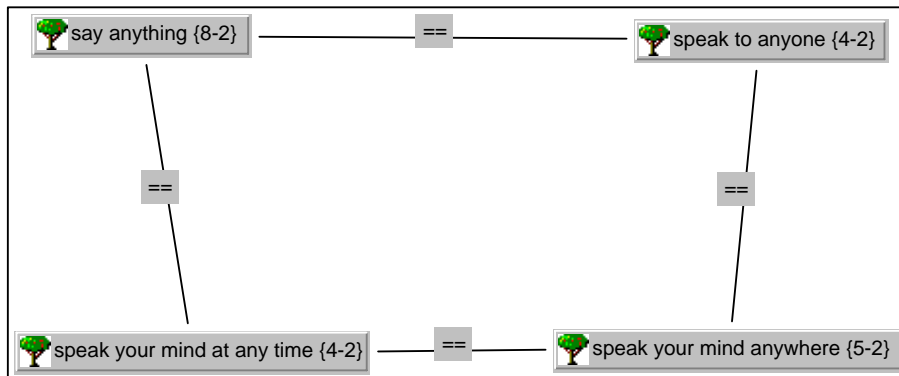 say anything {8-2}
==
speak to anyone {4-2}
==
==
speak your mind at any time {4-2}
==
speak your mind anywhere {5-2}